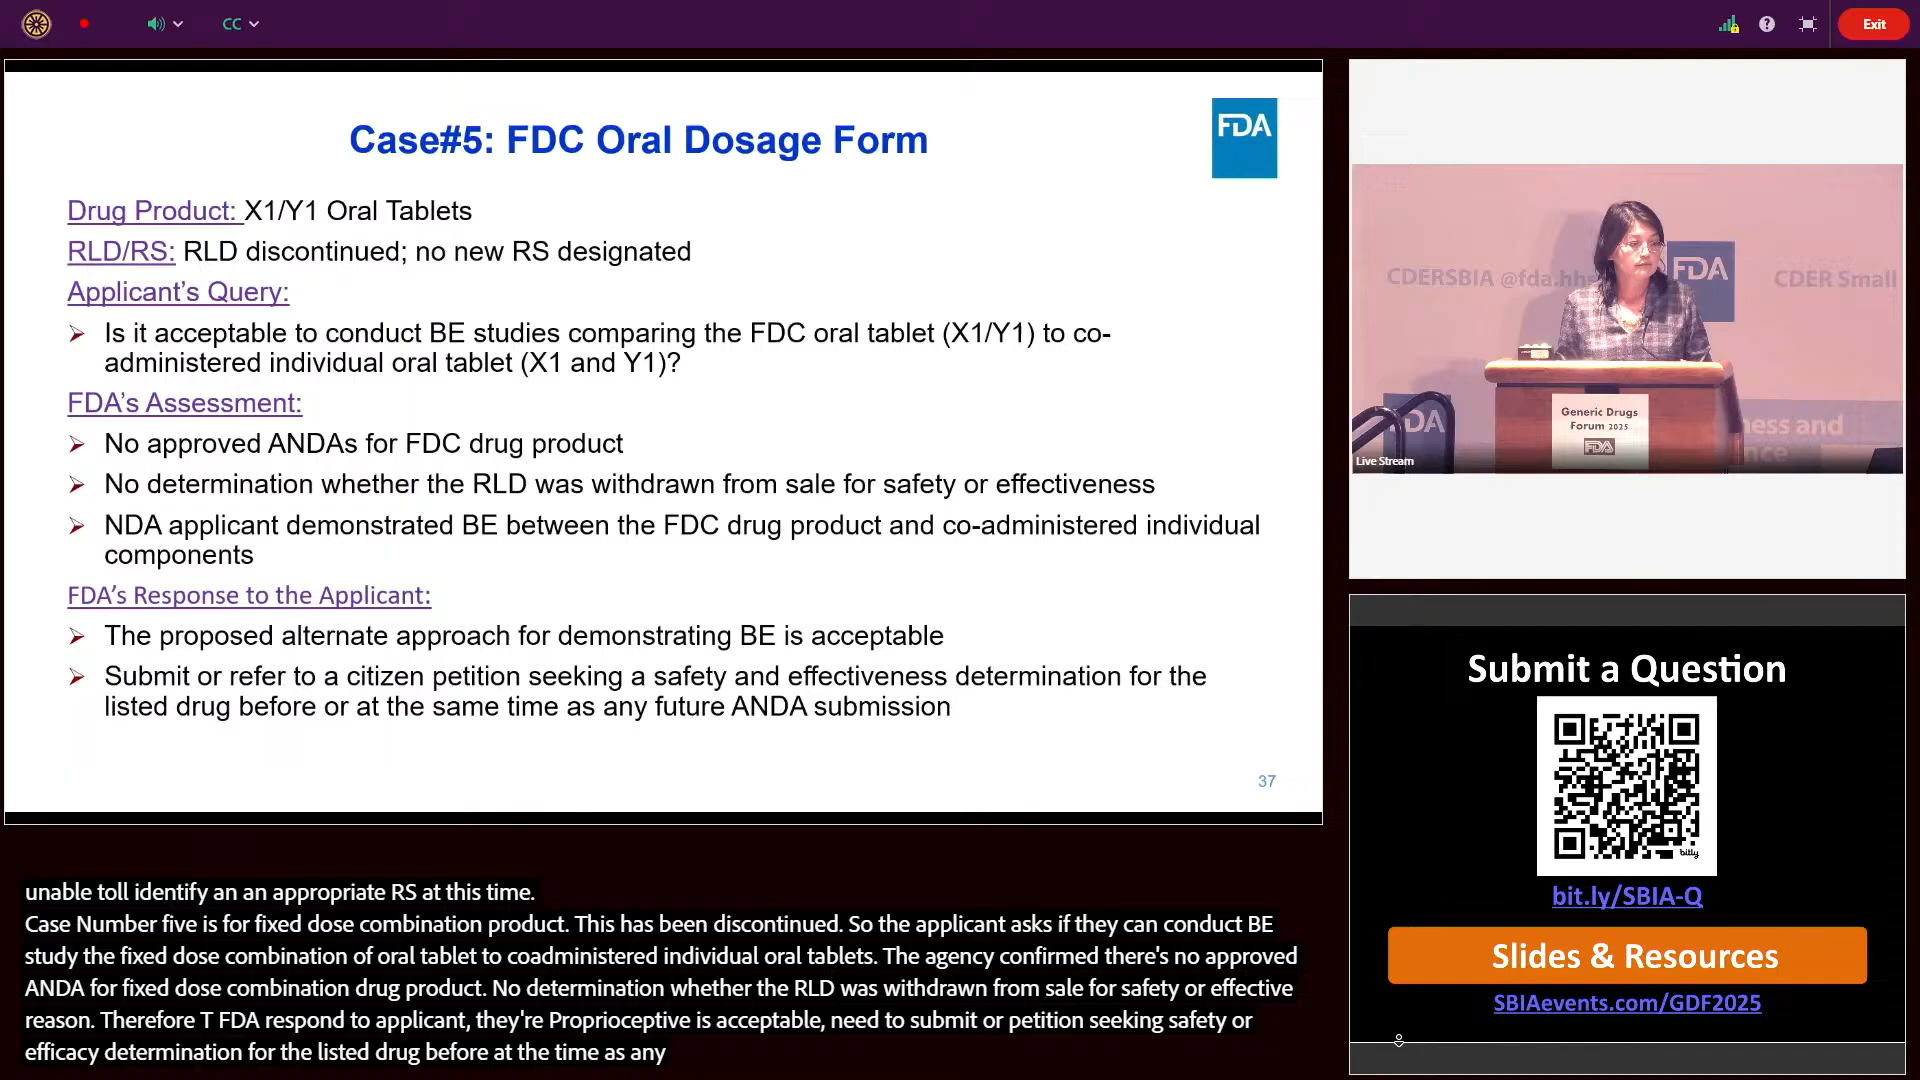 CC
Exit
Case#5: FDC Oral Dosage Form
FDA
Drug Product: X1/Y1 Oral Tablets
RLD/RS: RLD discontinued; no new RS designated
Applicant's Query:
Is it acceptable to conduct BE studies comparing the FDC oral tablet (X1/Y1) to co-
administered individual oral tablet (X1 and Y1)?
FDA's Assessment:
No approved ANDAs for FDC drug product
No determination whether the RLD was withdrawn from sale for safety or effectiveness
NDA applicant demonstrated BE between the FDC drug product and co-administered individual
components
FDA's Response to the Applicant:
The proposed alternate approach for demonstrating BE is acceptable
Submit or refer to a citizen petition seeking a safety and effectiveness determination for the
listed drug before or at the same time as any future ANDA submission
37
unable toll identify an an appropriate RS at this time.
Case Number five is for fixed dose combination product. This has been discontinued. So the applicant asks if they can conduct BE
study the fixed dose combination of oral tablet to coadministered individual oral tablets. The agency confirmed there's no approved
ANDA for fixed dose combination drug product. No determination whether the RLD was withdrawn from sale for safety or effective
reason. Therefore T FDA respond to applicant, they're Proprioceptive is acceptable, need to submit or petition seeking safety or
efficacy determination for the listed drug before at the time as any
CDERSBIA @fda.hhs
FDA
CDER Small
Generic Drugs
Forum 2025
FDA
DA
ness and
nce
Live Stream
Submit a Question
bitly
bit.ly/SBIA-Q
Slides & Resources
SBIAevents.com/GDF2025